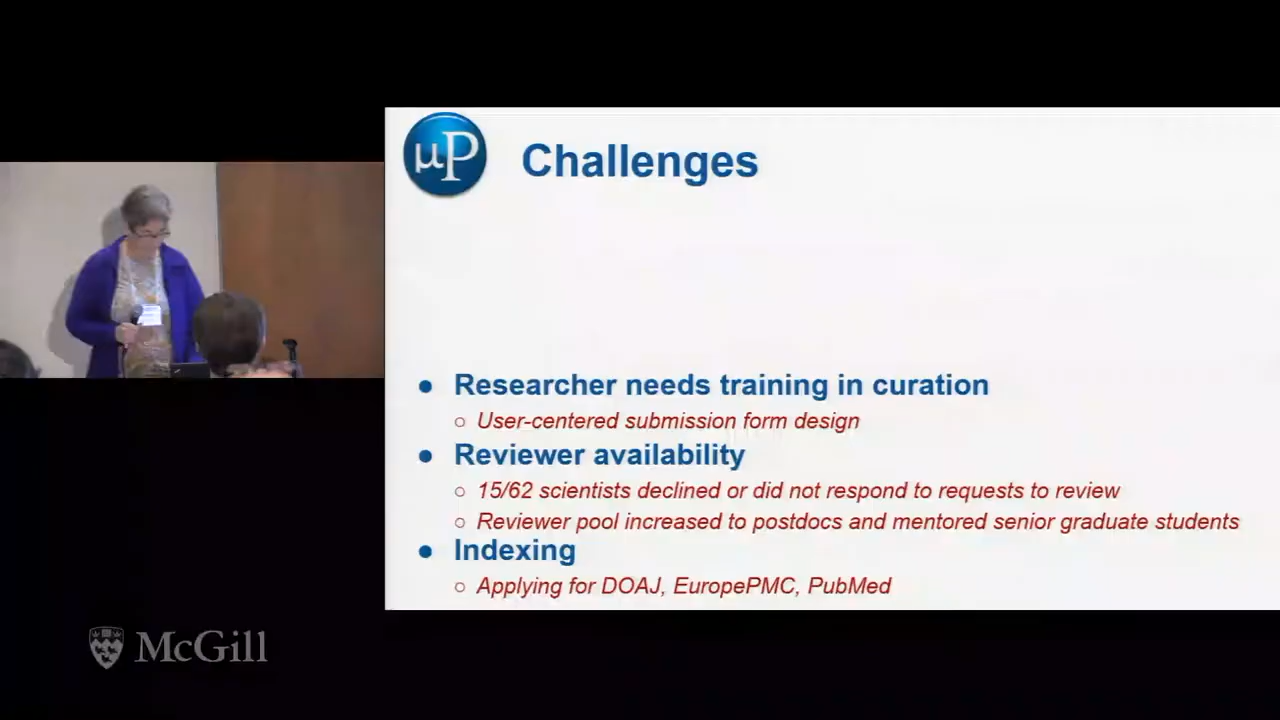 µP
Challenges
● Researcher needs training in curation
○ User-centered submission form design
● Reviewer availability
○ 15/62 scientists declined or did not respond to requests to review
○ Reviewer pool increased to postdocs and mentored senior graduate students
● Indexing
○ Applying for DOAJ, EuropePMC, PubMed
McGill